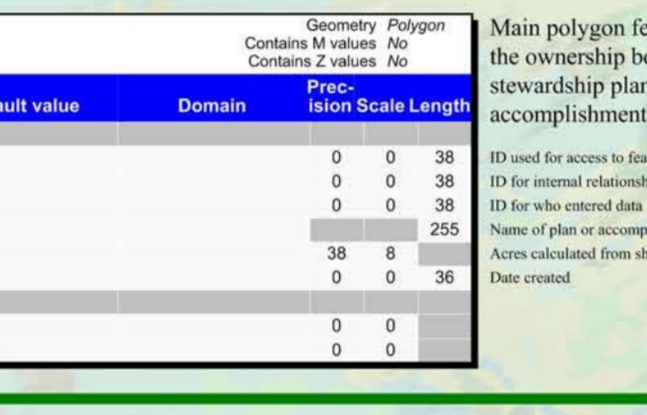 Geometry Polygon
Contains M values No
Contains Z values No
ault value Domain Prec-
ision Scale Length
0 0 38
0 0 38
0 0 38
255
38 8
0 0 36
0 0
0 0
Main polygon fe
the ownership be
stewardship plan
accomplishment
ID used for access to fea
ID for internal relationsh
ID for who entered data
Name of plan or accomp
Acres calculated from sh
Date created